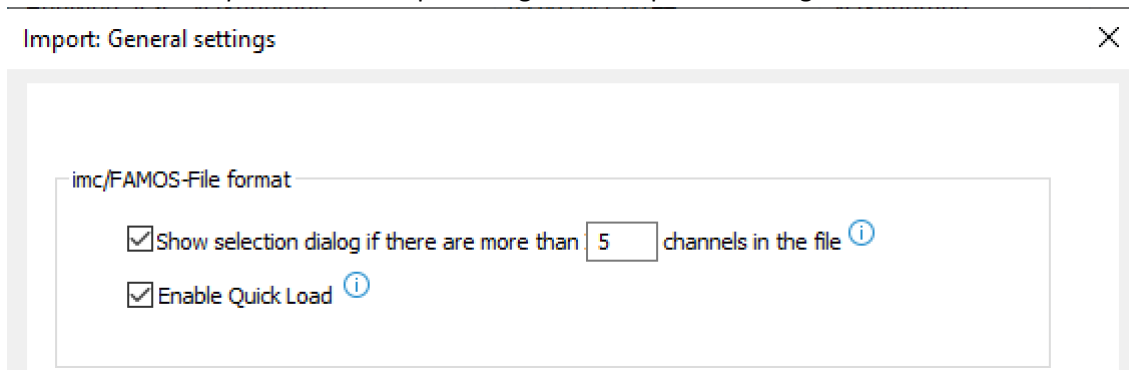 Import: General settings
imc/FAMOS-File format
Show selection dialog if there are more than 5 channels in the file
Enable Quick Load